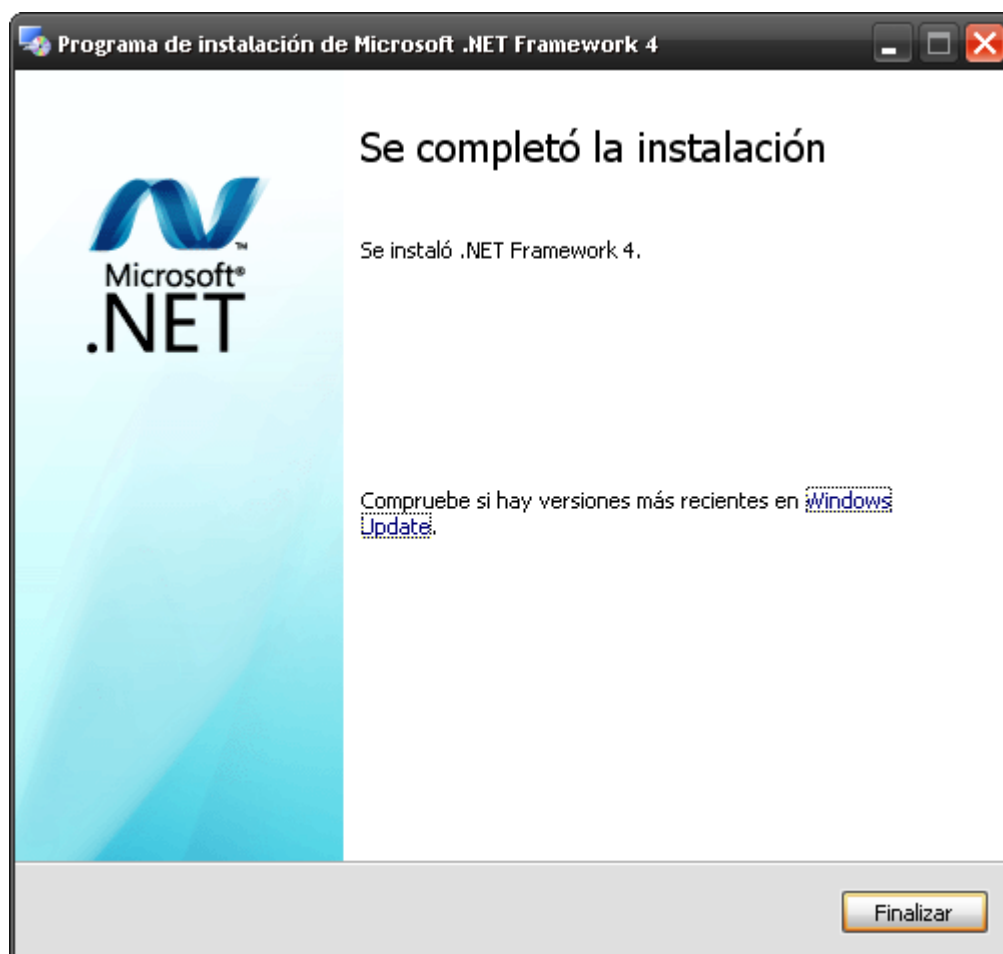 Programa de instalación de Microsoft .NET Framework 4
Se completó la instalación
Microsoft®
.NET
™
Se instaló .NET Framework 4.
Compruebe si hay versiones más recientes en Windows
Update.
Finalizar